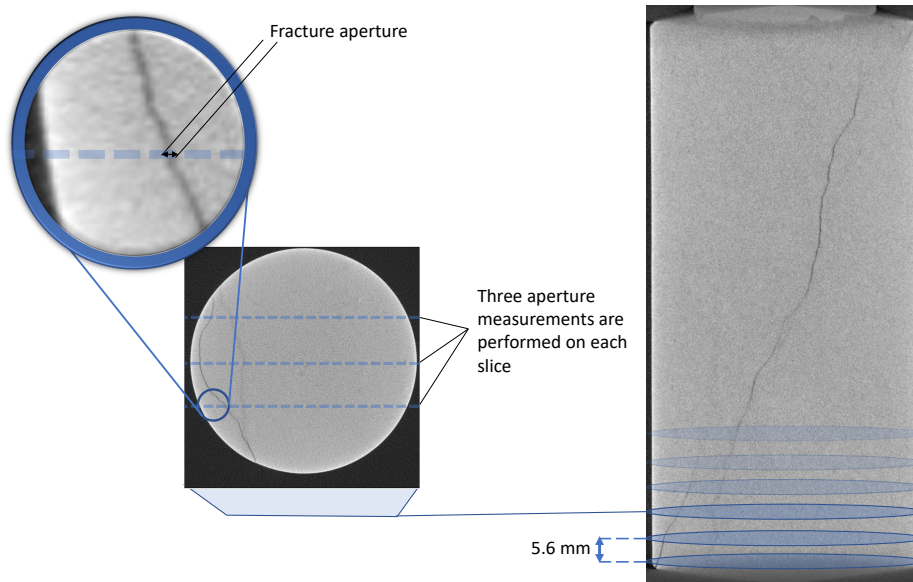 Fracture aperture
Three aperture
measurements are
performed on each
slice
5.6 mm